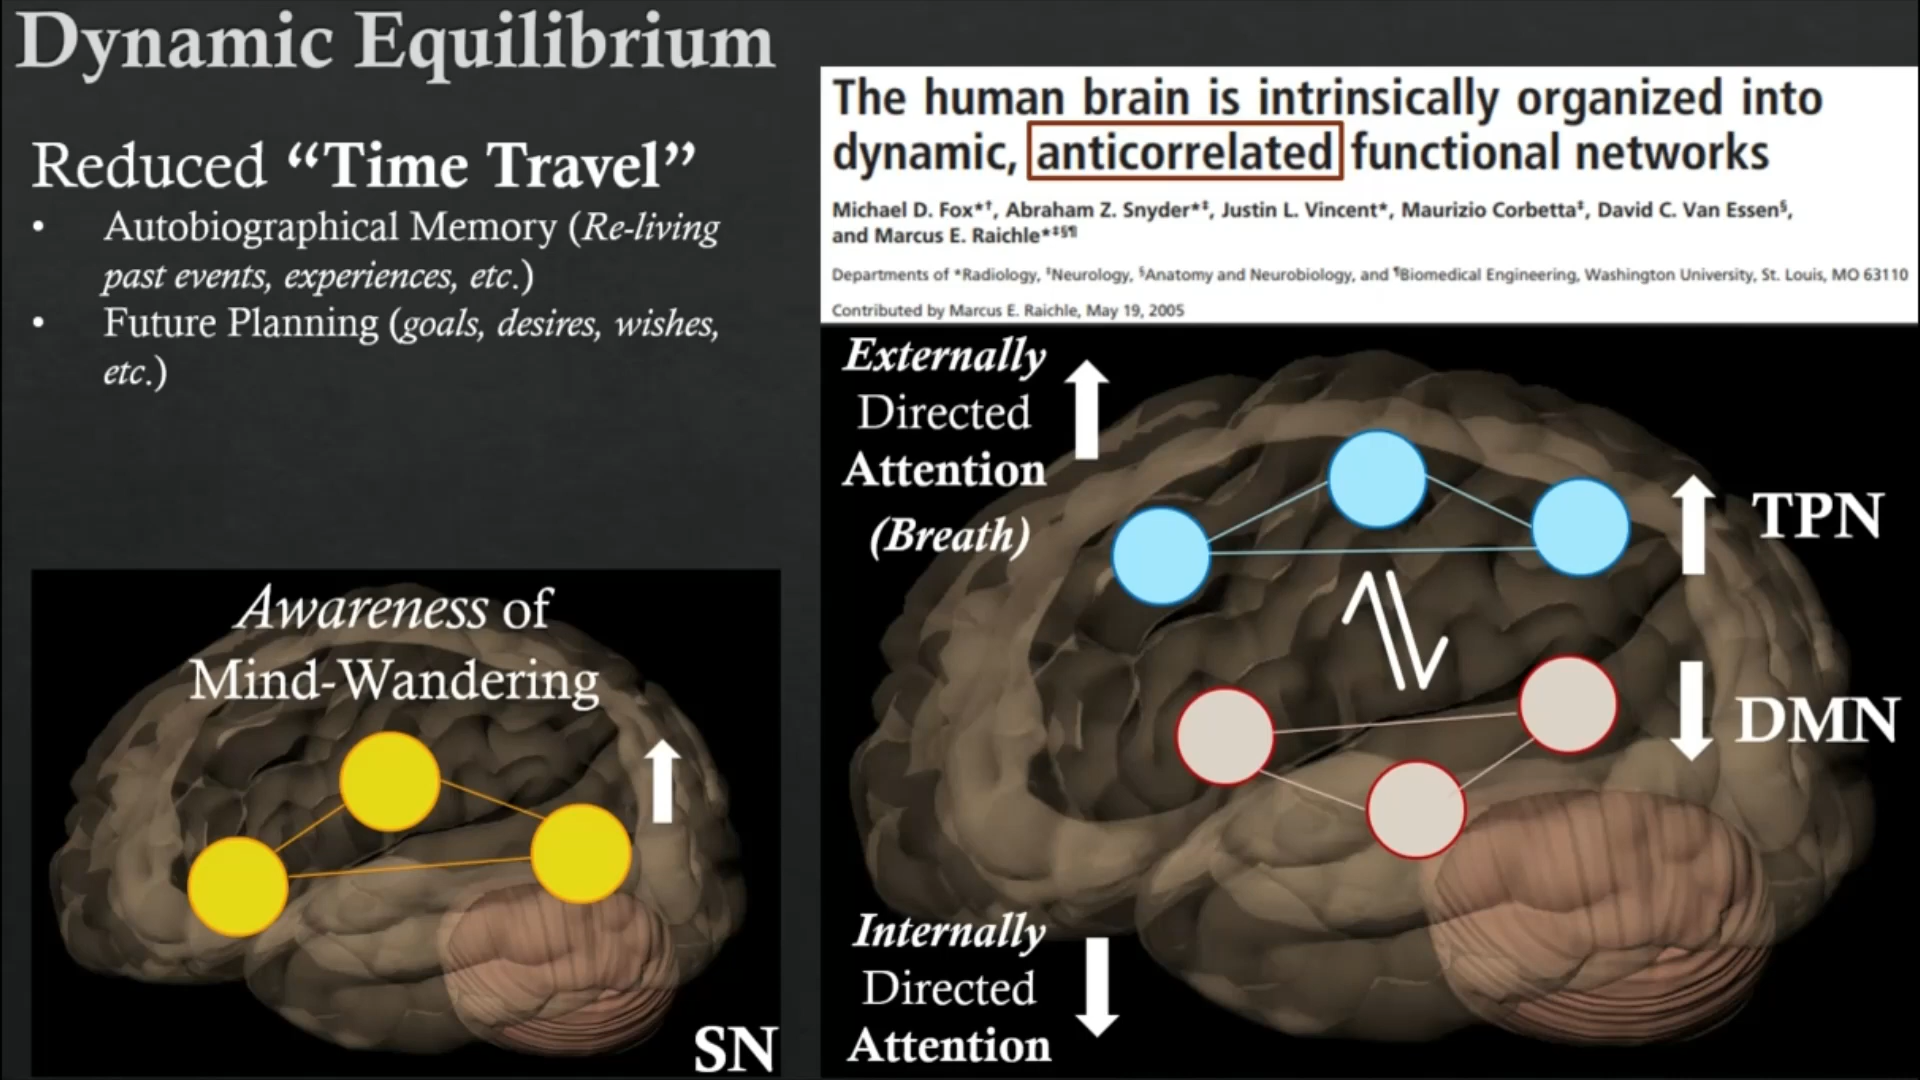 Dynamic Equilibrium
Reduced “Time Travel”
• Autobiographical Memory (Re-living
past events, experiences, etc.)
• Future Planning (goals, desires, wishes,
etc.)
Awareness of
Mind-Wandering
SN
The human brain is intrinsically organized into
dynamic, anticorrelated functional networks
Michael D. Fox*†, Abraham Z. Snyder*‡, Justin L. Vincent*, Maurizio Corbetta‡, David C. Van Essen§,
and Marcus E. Raichle*‡§¶
Departments of *Radiology, ‡Neurology, §Anatomy and Neurobiology, and ¶Biomedical Engineering, Washington University, St. Louis, MO 63110
Contributed by Marcus E. Raichle, May 19, 2005
Externally
Directed
Attention
(Breath)
TPN
DMN
Internally
Directed
Attention